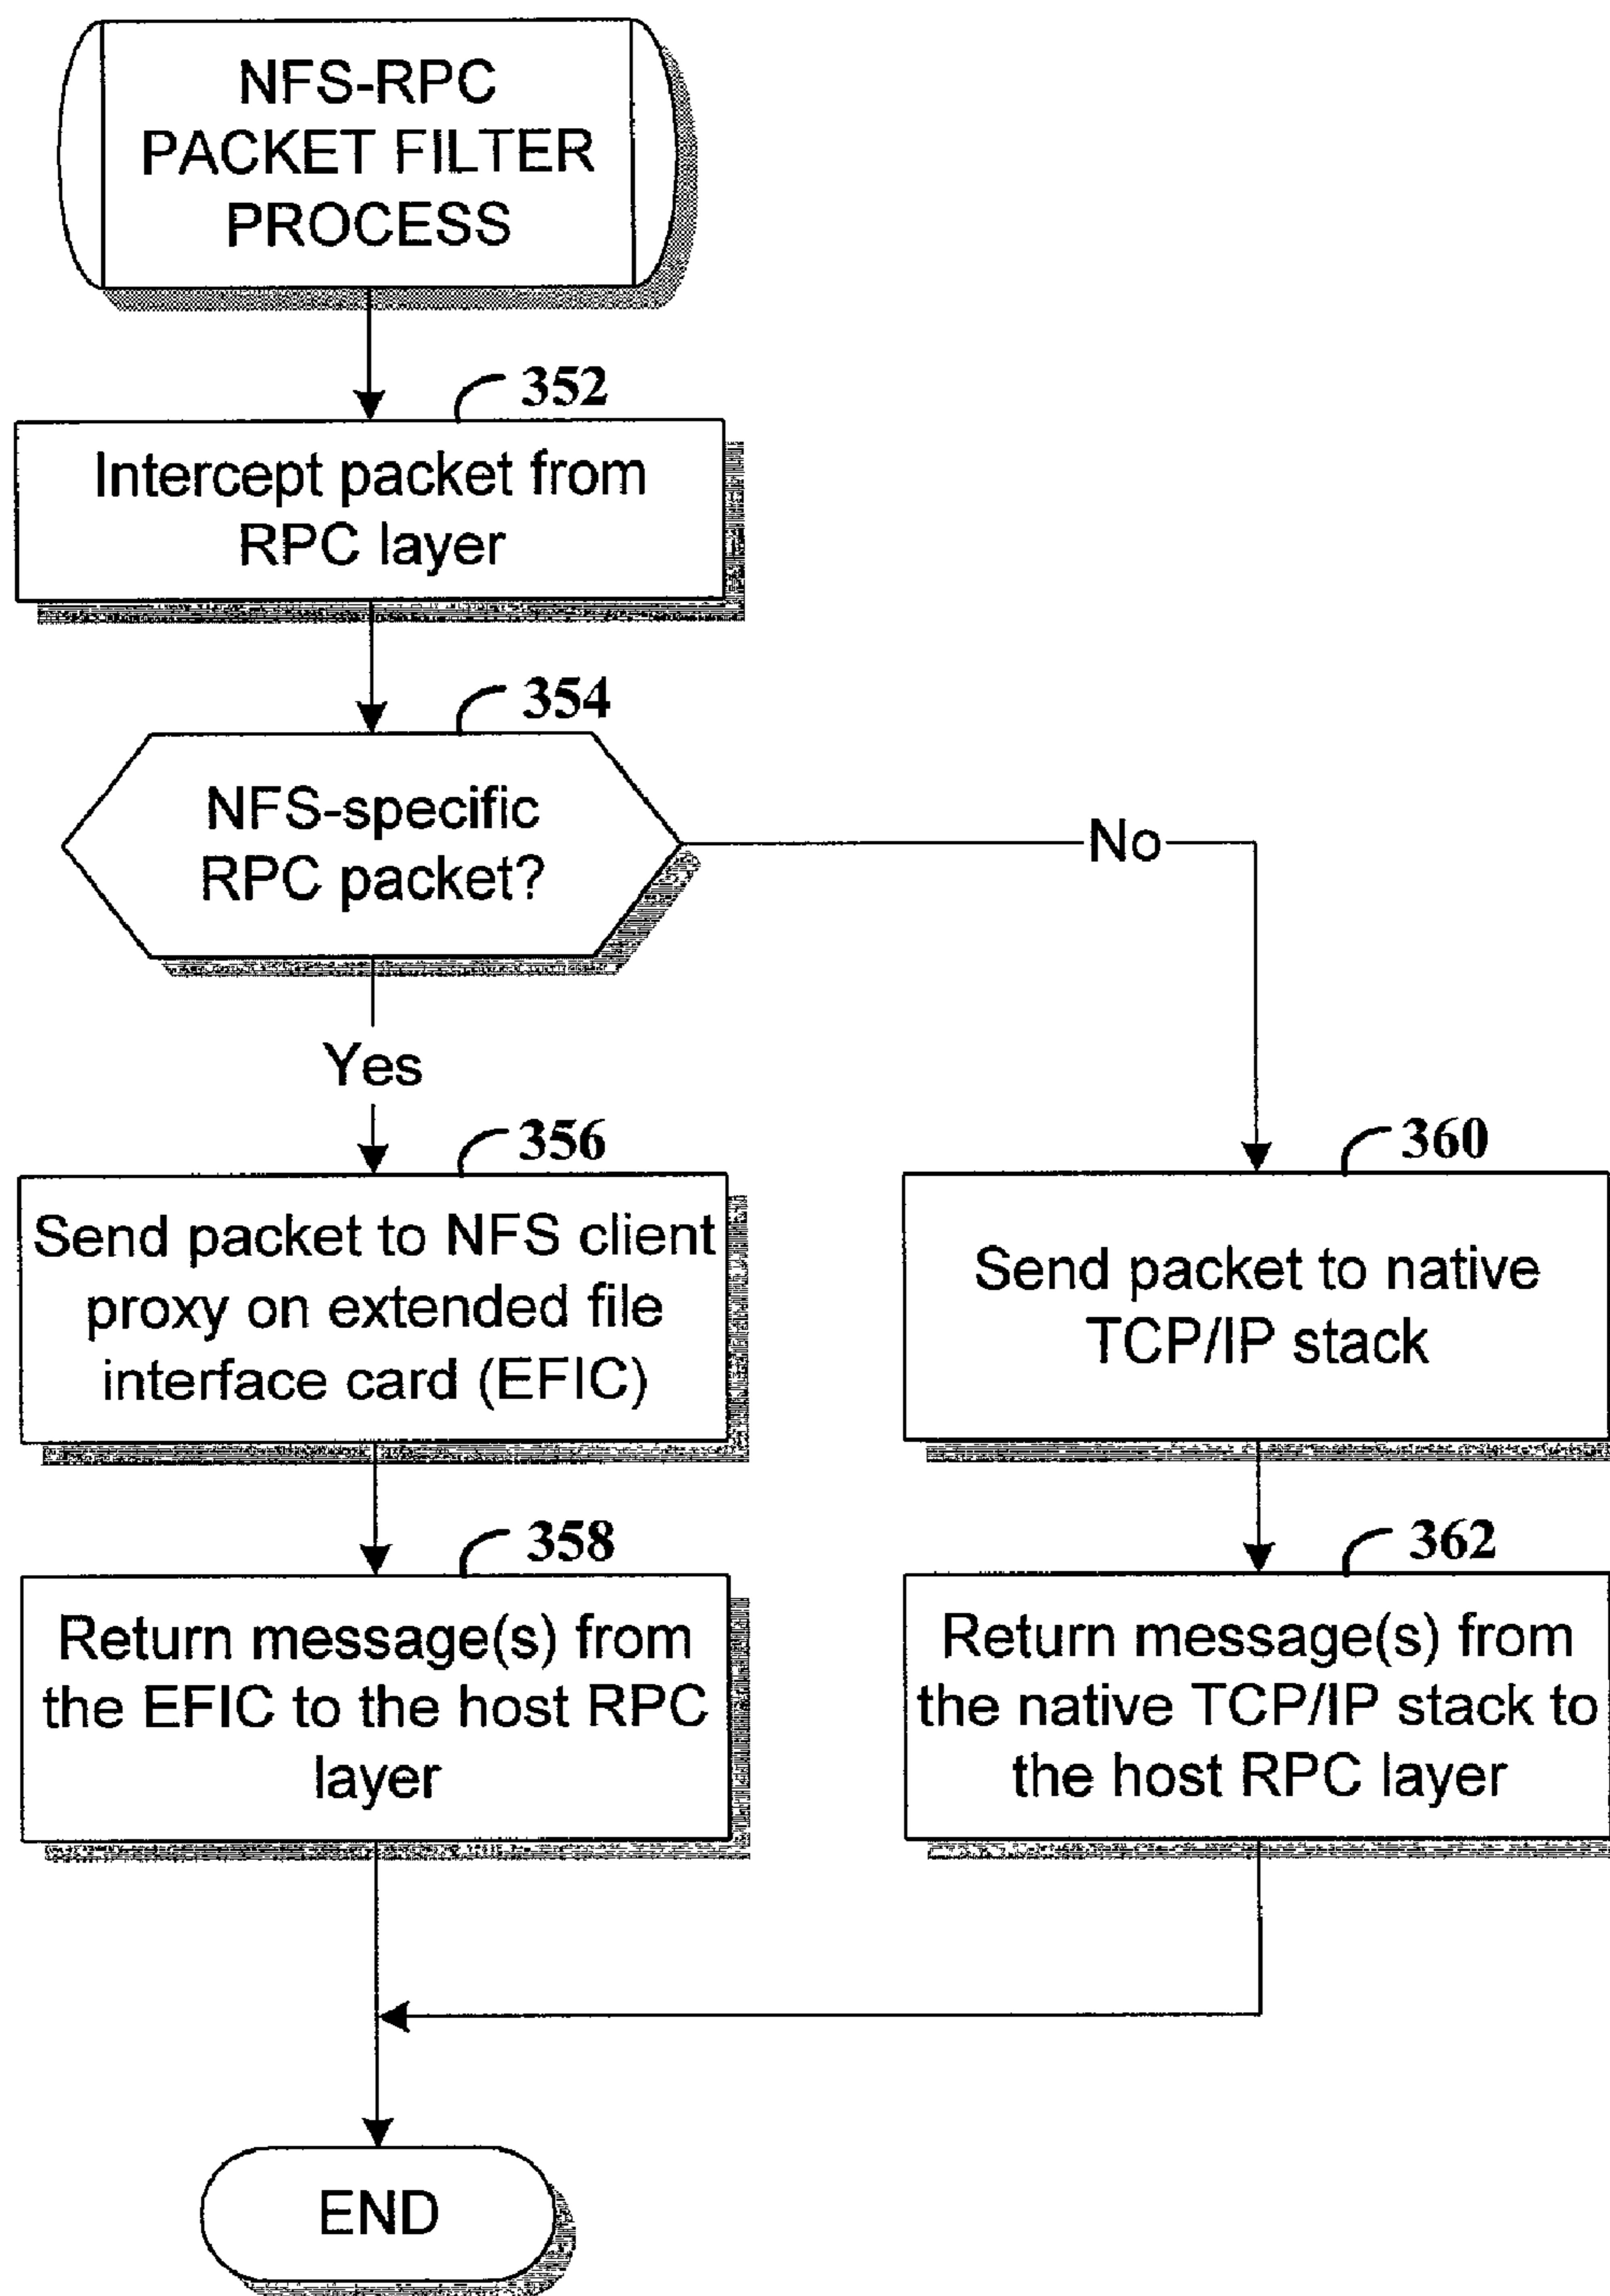 NFS-RPC
PACKET FILTER
PROCESS
352
Intercept packet from
RPC layer
354
NFS-specific
RPC packet?
No
Yes
356
Send packet to NFS client
proxy on extended file
interface card (EFIC)
360
Send packet to native
TCP/IP stack
358
Return message(s) from
the EFIC to the host RPC
layer
362
Return message(s) from
the native TCP/IP stack to
the host RPC layer
END